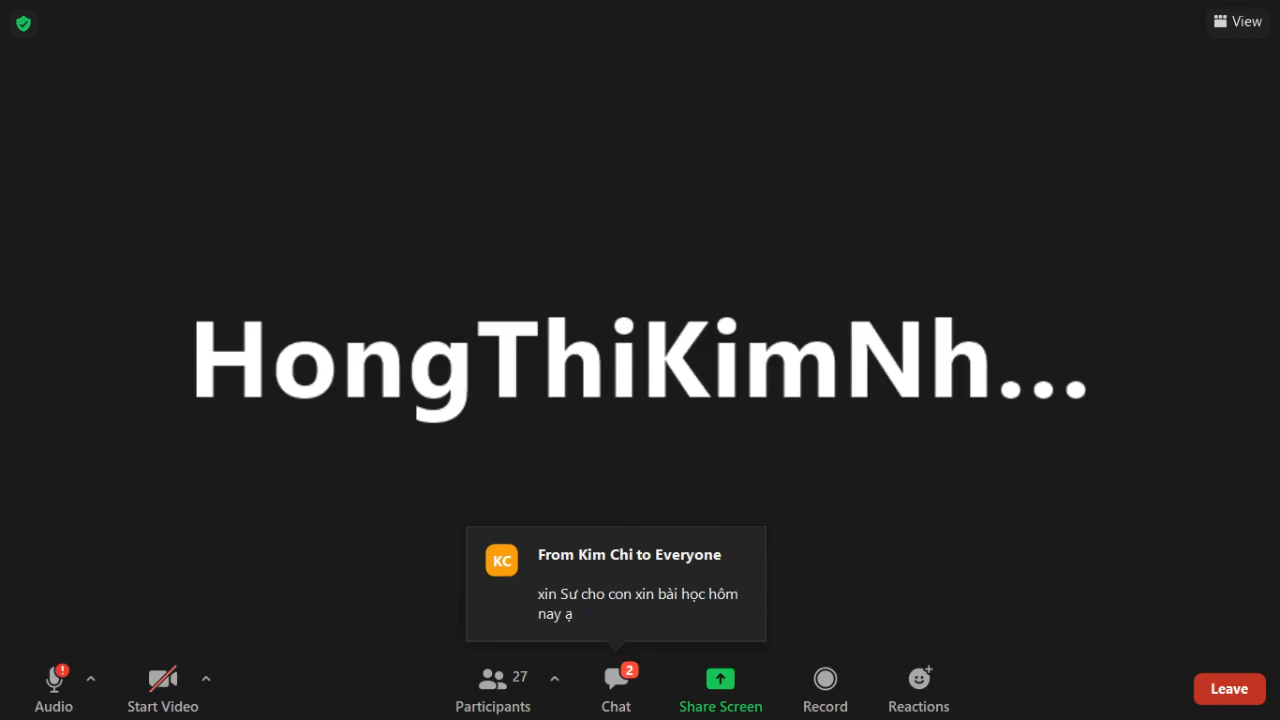 View
HongThiKimNh...
KC
From Kim Chi to Everyone
xin Sư cho con xin bài học hôm
nay ạ
!
27
2
Audio
Start Video
Participants
Chat
Share Screen
Record
Reactions
Leave